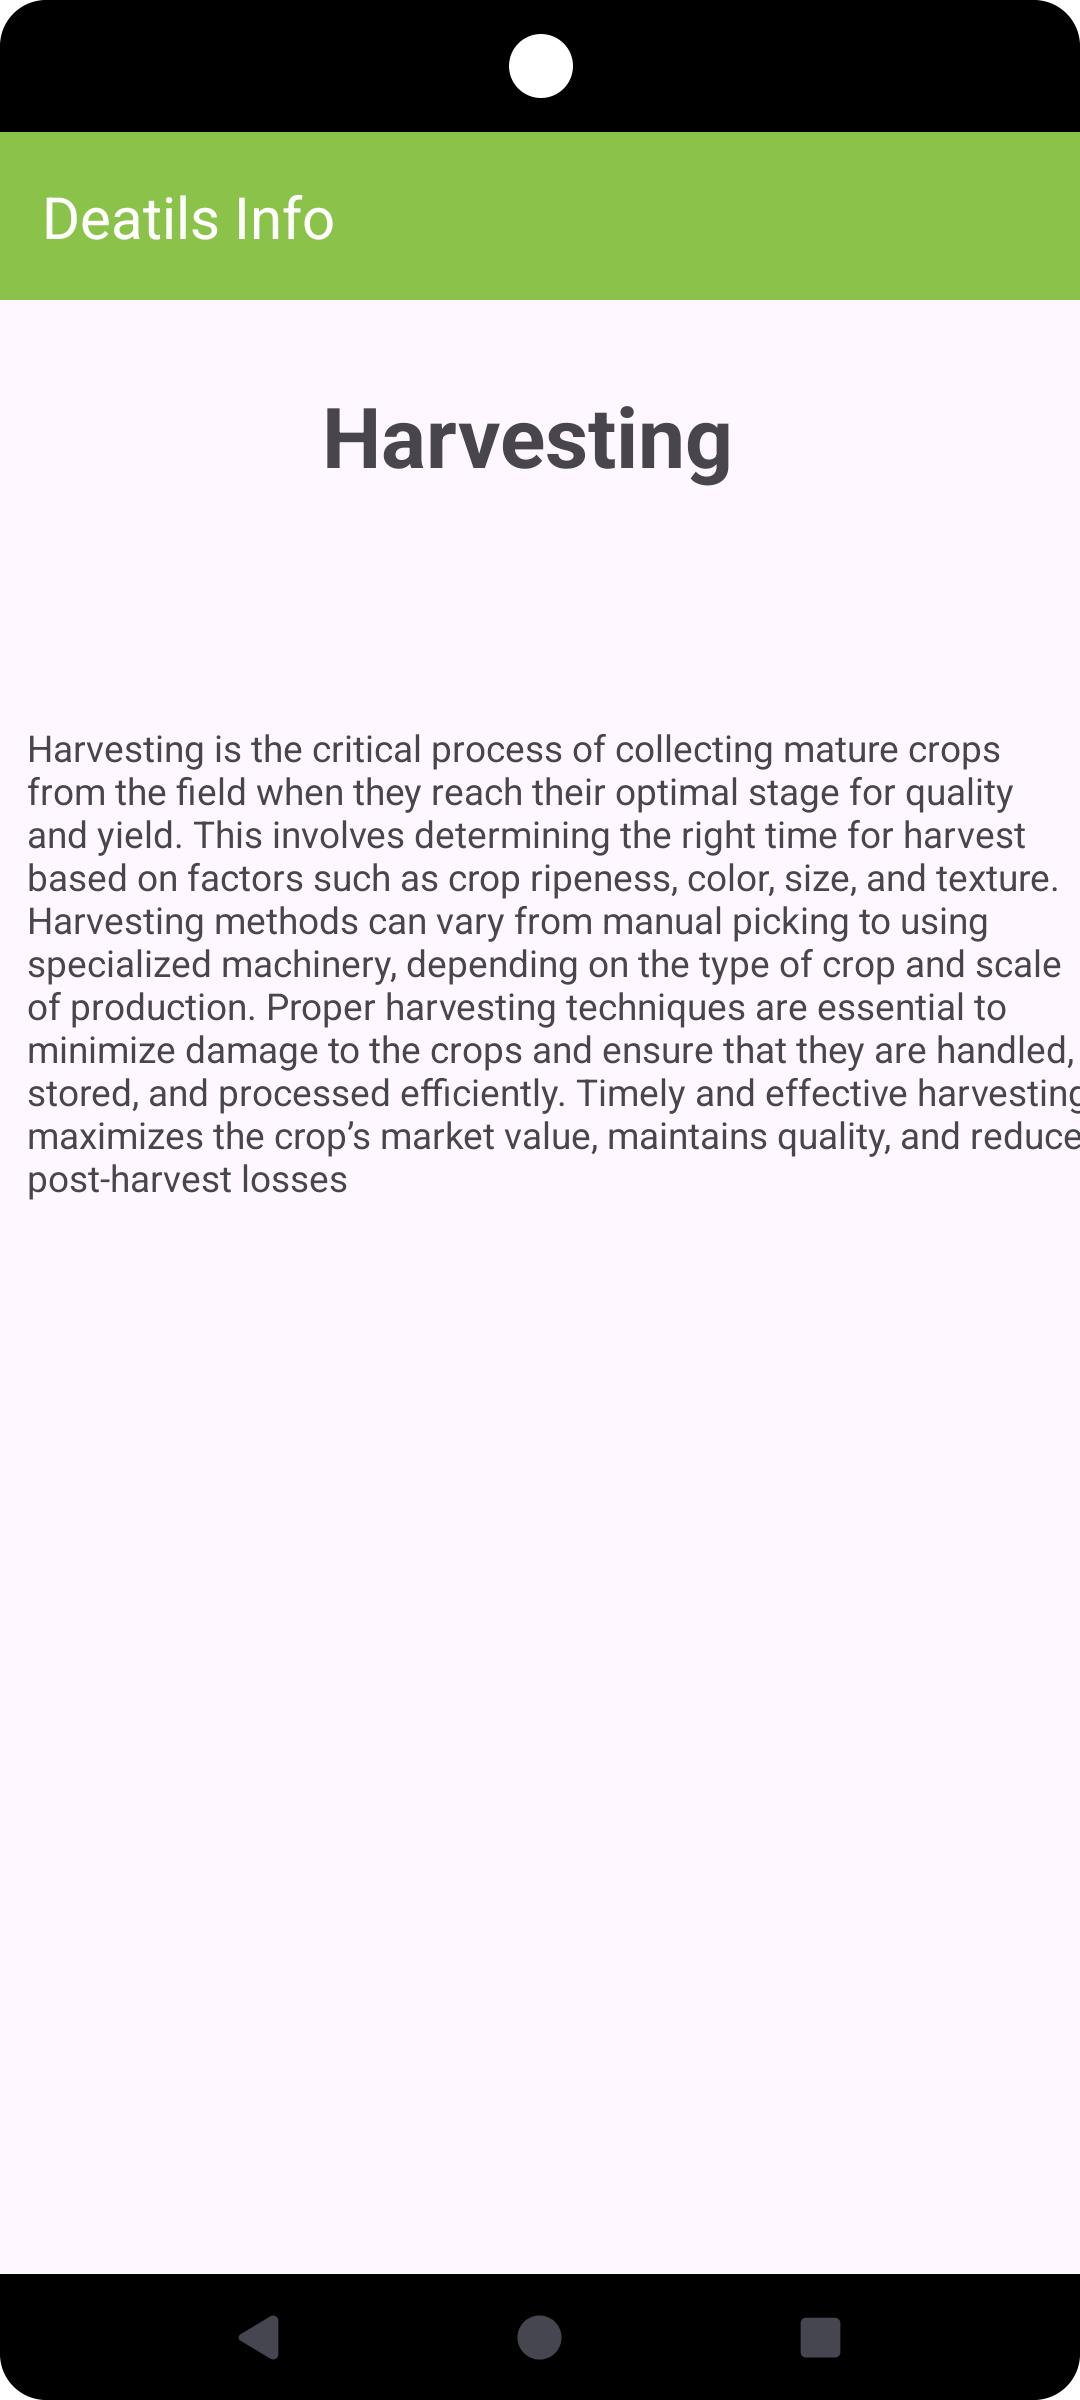 Deatils Info
Harvesting
Harvesting is the critical process of collecting mature crops
from the field when they reach their optimal stage for quality
and yield. This involves determining the right time for harvest
based on factors such as crop ripeness, color, size, and texture.
Harvesting methods can vary from manual picking to using
specialized machinery, depending on the type of crop and scale
of production. Proper harvesting techniques are essential to
minimize damage to the crops and ensure that they are handled,
stored, and processed efficiently. Timely and effective harvesting
maximizes the crop’s market value, maintains quality, and reduce
post-harvest losses